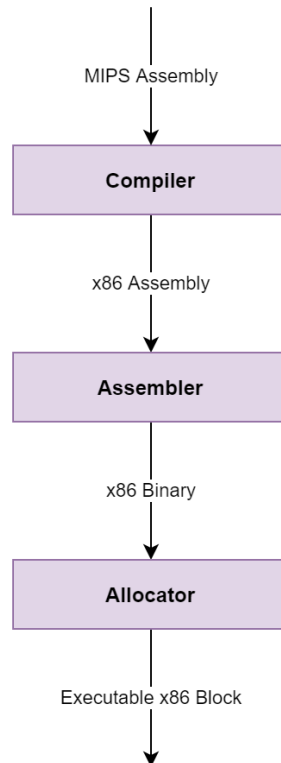 MIPS Assembly
Compiler
x86 Assembly
Assembler
x86 Binary
Allocator
Executable x86 Block